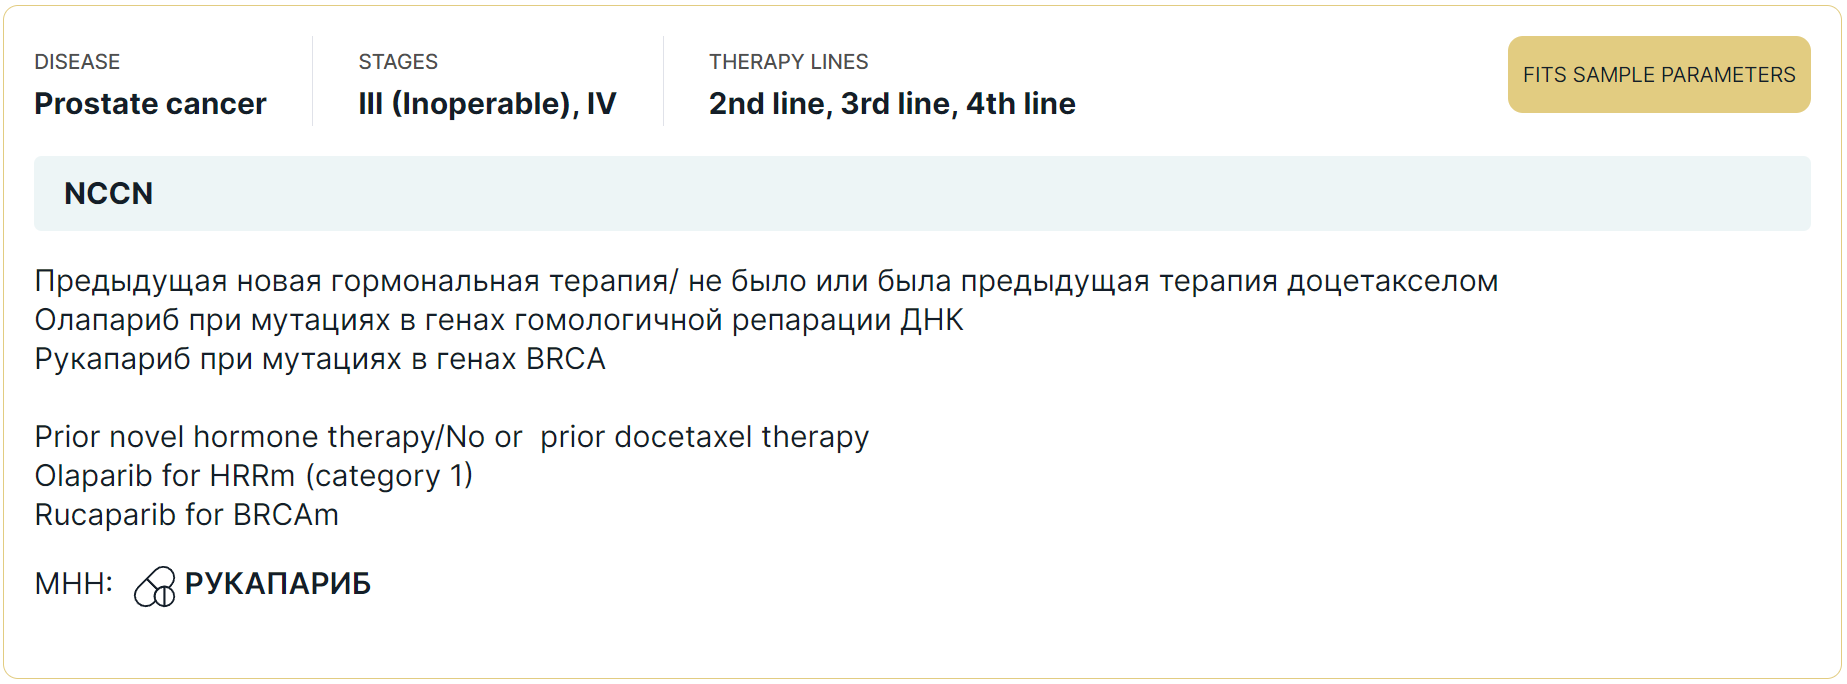 DISEASE
Prostate cancer
STAGES
III (Inoperable), IV
THERAPY LINES
2nd line, 3rd line, 4th line
FITS SAMPLE PARAMETERS
NCCN
Предыдущая новая гормональная терапия/ не было или была предыдущая терапия доцетакселом
Олапариб при мутациях в генах гомологичной репарации ДНК
Рукапариб при мутациях в генах BRCA
Prior novel hormone therapy/No or  prior docetaxel therapy
Olaparib for HRRm (category 1)
Rucaparib for BRCAm
МНН: РУКАПАРИБ